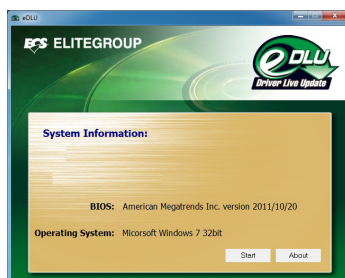 eDLU
ECS ELITEGROUP
eDLU
Driver Live Update
System Information:
BIOS: American Megatrends Inc. version 2011/10/20
Operating System: Micorsoft Windows 7 32bit
Start About